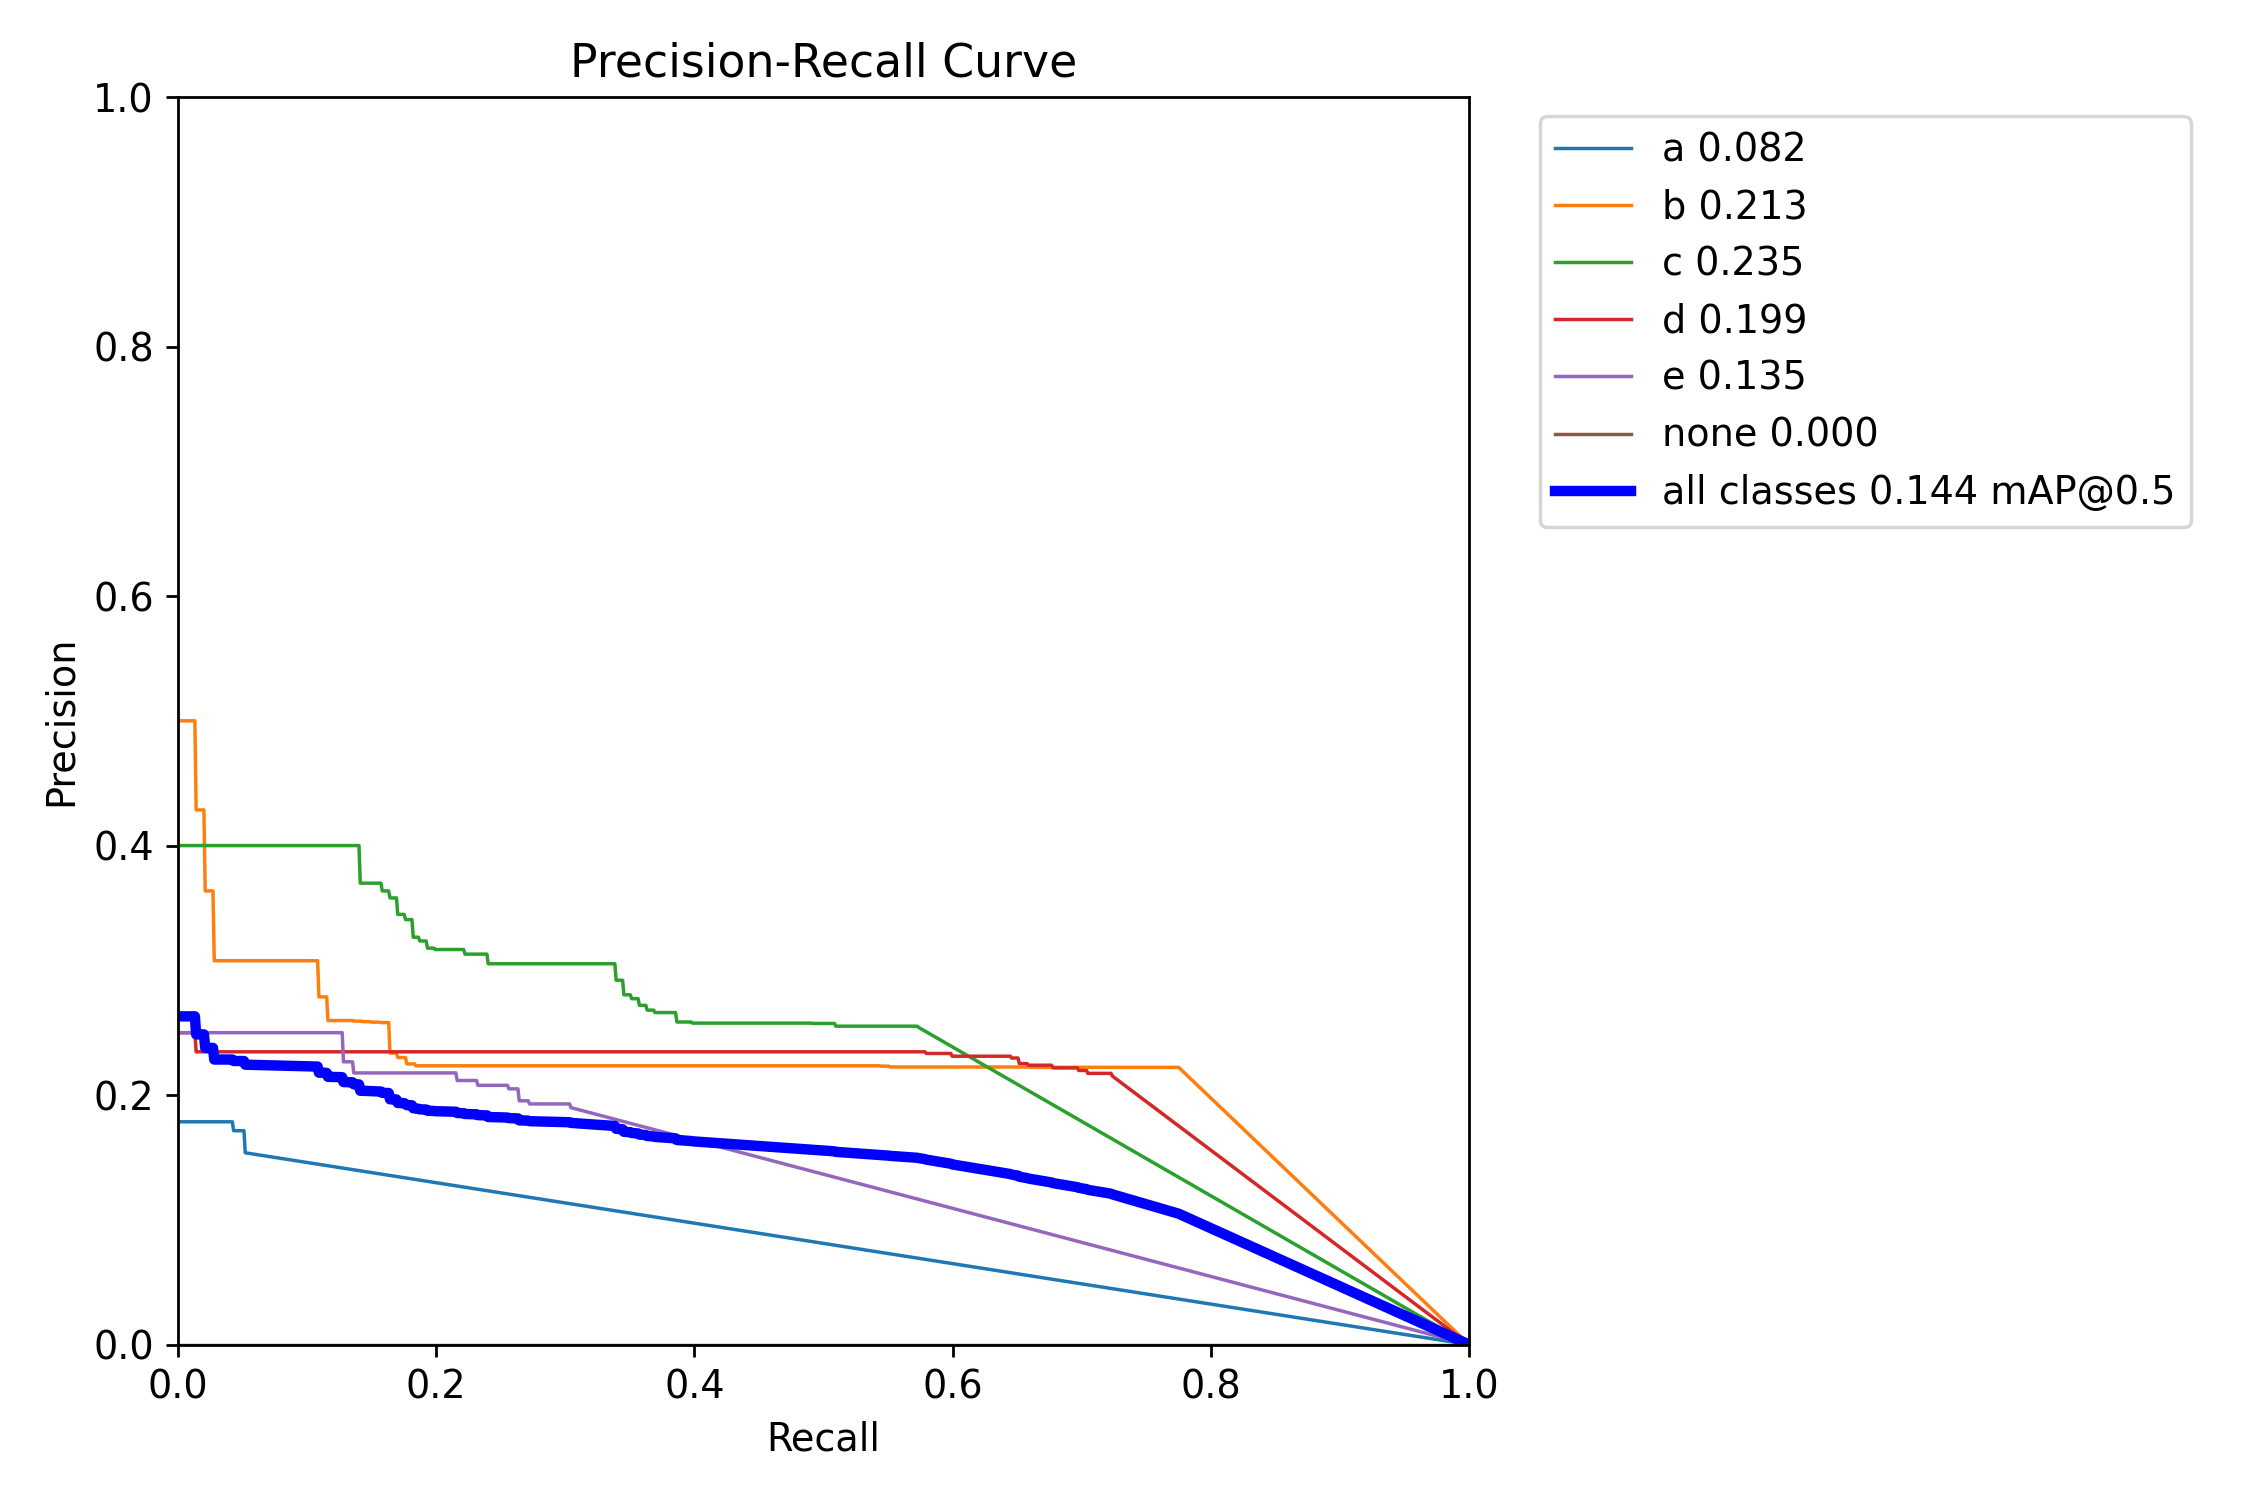 Precision-Recall Curve
1.0
0.8
0.6
0.4
0.2
0.0
Precision
0.0 0.2 0.4 0.6 0.8 1.0
Recall
a 0.082
b 0.213
c 0.235
d 0.199
e 0.135
none 0.000
all classes 0.144 mAP@0.5